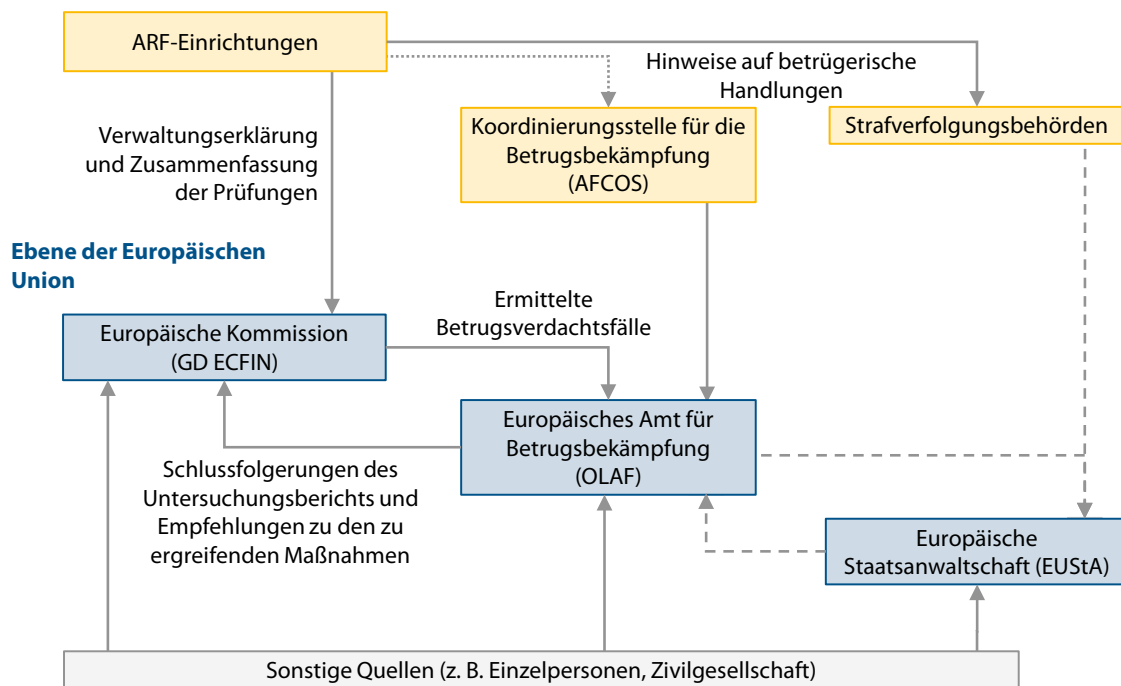 ARF-Einrichtungen
Hinweise auf betrügerische
Handlungen
Koordinierungsstelle für die
Betrugsbekämpfung
(AFCOS)
Strafverfolgungsbehörden
Verwaltungserklärung
und Zusammenfassung
der Prüfungen
Ebene der Europäischen
Union
Ermittelte
Betrugsverdachtsfälle
Europäische Kommission
(GD ECFIN)
Europäisches Amt für
Betrugsbekämpfung
(OLAF)
Schlussfolgerungen des
Untersuchungsberichts und
Empfehlungen zu den zu
ergreifenden Maßnahmen
Europäische
Staatsanwaltschaft (EUStA)
Sonstige Quellen (z. B. Einzelpersonen, Zivilgesellschaft)